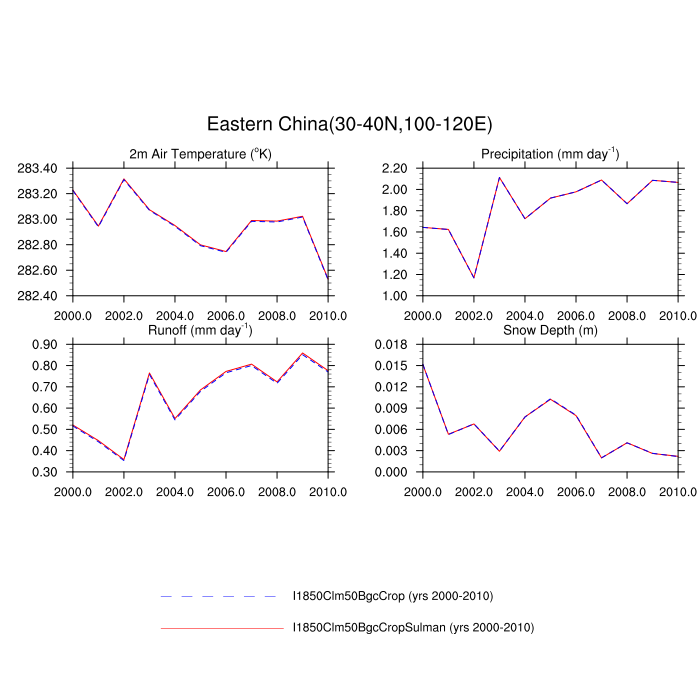 Eastern China(30-40N,100-120E)
2m Air Temperature (°K)
283.40
283.20
283.00
282.80
282.60
282.40
2000.0 2002.0 2004.0 2006.0 2008.0 2010.0
Precipitation (mm day⁻¹)
2.20
2.00
1.80
1.60
1.40
1.20
1.00
2000.0 2002.0 2004.0 2006.0 2008.0 2010.0
Runoff (mm day⁻¹)
0.90
0.80
0.70
0.60
0.50
0.40
0.30
2000.0 2002.0 2004.0 2006.0 2008.0 2010.0
Snow Depth (m)
0.018
0.015
0.012
0.009
0.006
0.003
0.000
2000.0 2002.0 2004.0 2006.0 2008.0 2010.0
I1850Clm50BgcCrop (yrs 2000-2010)
I1850Clm50BgcCropSulman (yrs 2000-2010)